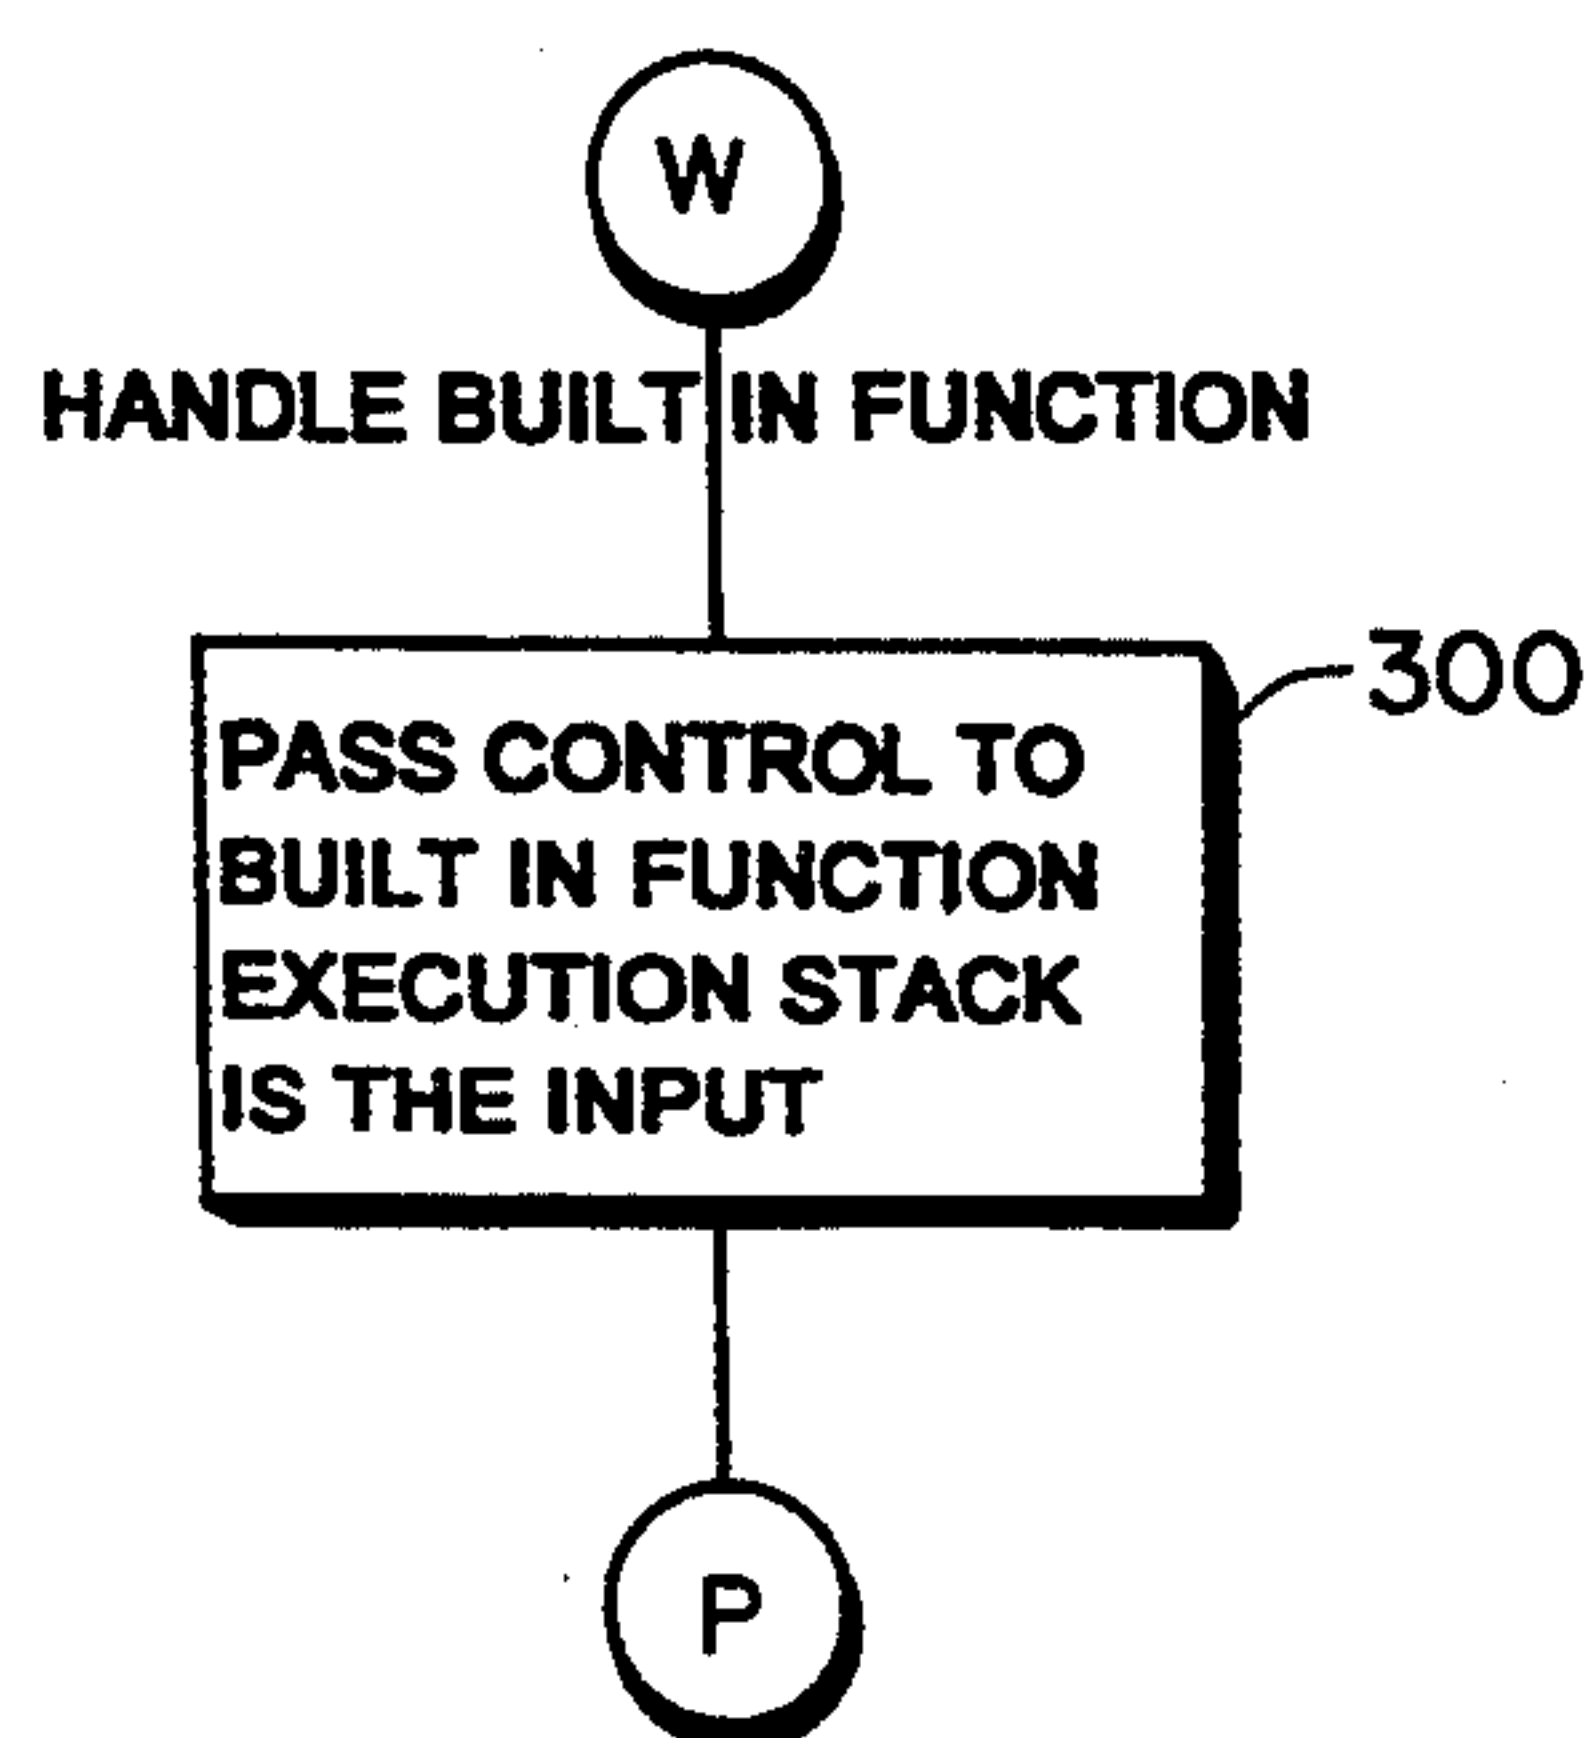 W
HANDLE BUILT IN FUNCTION
300
PASS CONTROL TO
BUILT IN FUNCTION
EXECUTION STACK
IS THE INPUT
P